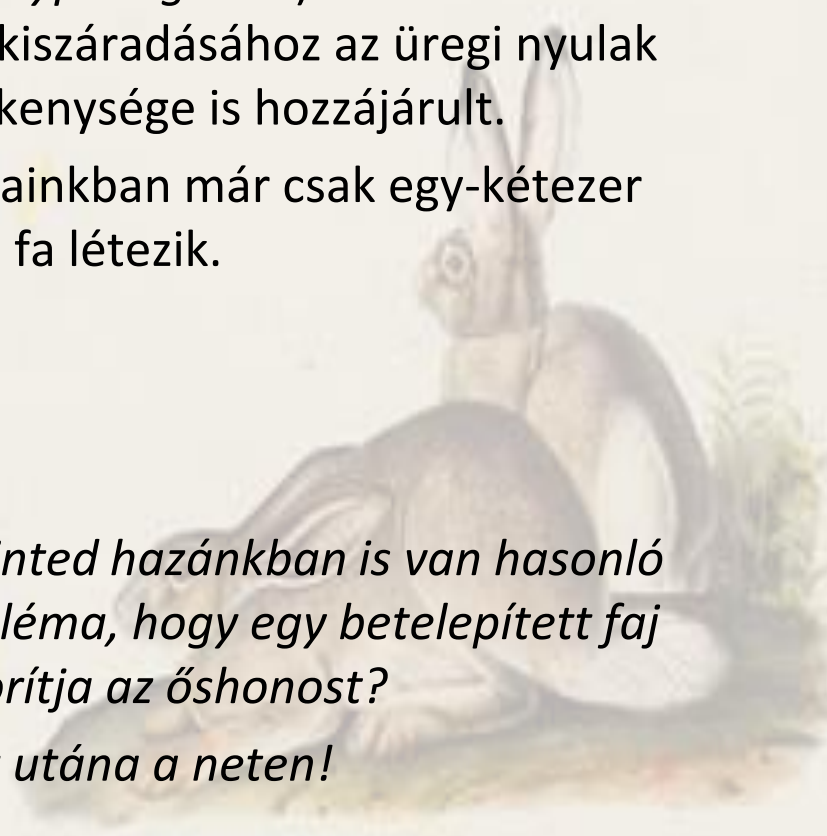 kiszáradásához az üregi nyulak
kenysége is hozzájárult.
ainkban már csak egy-kétezer
fa létezik.
inted hazánkban is van hasonló
léma, hogy egy betelepített faj
orítja az őshonost?
utána a neten!